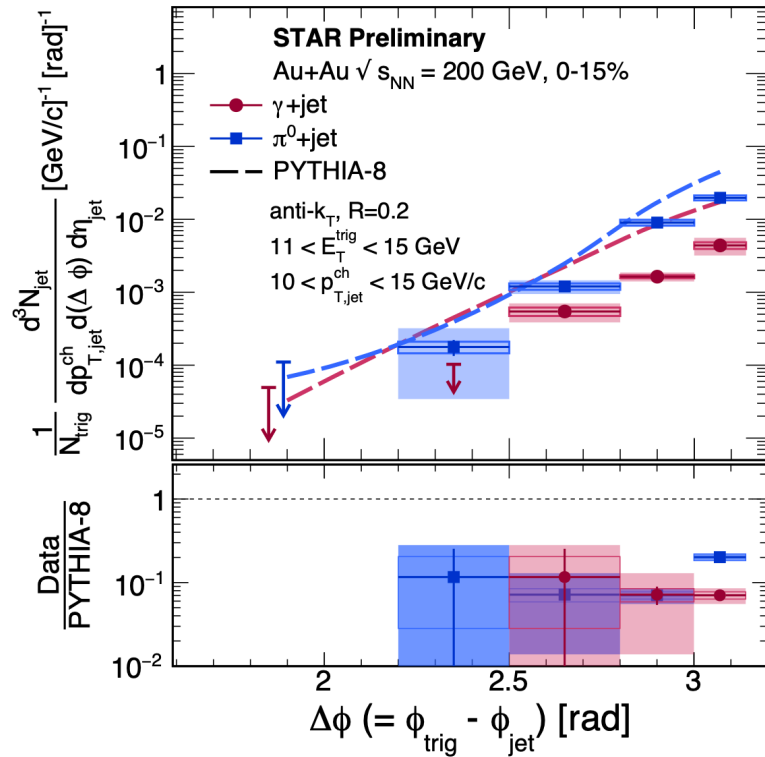 STAR Preliminary
Au+Au √ s_NN = 200 GeV, 0-15%
γ+jet
π⁰+jet
PYTHIA-8
anti-k_T, R=0.2
11 < E_T^trig < 15 GeV
10 < p_T,jet^ch < 15 GeV/c
1/N_trig d³N_jet/dp_T,jet^ch d(Δ φ) dη_jet [GeV/c]⁻¹ [rad]⁻¹
1
10⁻¹
10⁻²
10⁻³
10⁻⁴
10⁻⁵
Data
PYTHIA-8
1
10⁻¹
10⁻²
2 2.5 3
Δφ (= φ_trig - φ_jet) [rad]